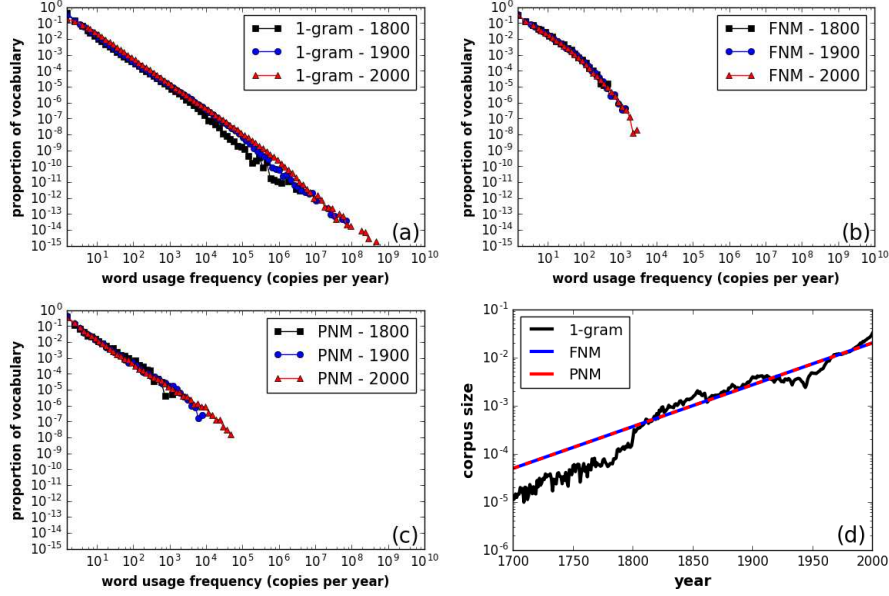 proportion of vocabulary
10^0
10^-1
10^-2
10^-3
10^-4
10^-5
10^-6
10^-7
10^-8
10^-9
10^-10
10^-11
10^-12
10^-13
10^-14
10^-15
1-gram - 1800
1-gram - 1900
1-gram - 2000
(a)
10^1 10^2 10^3 10^4 10^5 10^6 10^7 10^8 10^9 10^10
word usage frequency (copies per year)
proportion of vocabulary
10^0
10^-1
10^-2
10^-3
10^-4
10^-5
10^-6
10^-7
10^-8
10^-9
10^-10
10^-11
10^-12
10^-13
10^-14
10^-15
FNM - 1800
FNM - 1900
FNM - 2000
(b)
10^1 10^2 10^3 10^4 10^5 10^6 10^7 10^8 10^9 10^10
word usage frequency (copies per year)
proportion of vocabulary
10^0
10^-1
10^-2
10^-3
10^-4
10^-5
10^-6
10^-7
10^-8
10^-9
10^-10
10^-11
10^-12
10^-13
10^-14
10^-15
PNM - 1800
PNM - 1900
PNM - 2000
(c)
10^1 10^2 10^3 10^4 10^5 10^6 10^7 10^8 10^9 10^10
word usage frequency (copies per year)
corpus size
10^-1
10^-2
10^-3
10^-4
10^-5
10^-6
1-gram
FNM
PNM
(d)
1700 1750 1800 1850 1900 1950 2000
year